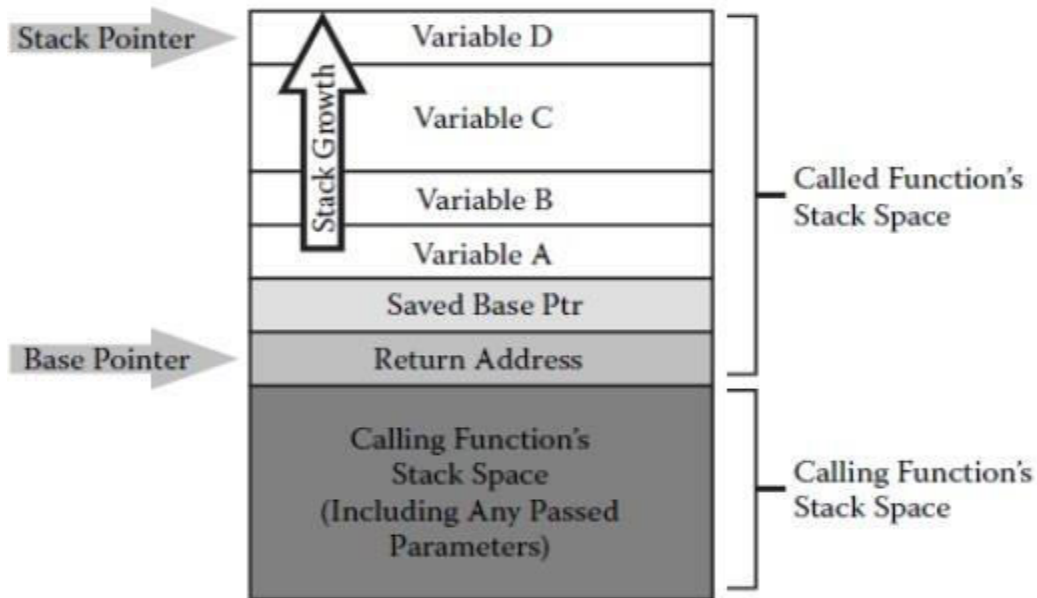 Stack Pointer
Variable D
Variable C
Stack Growth
Variable B
Variable A
Called Function's
Stack Space
Saved Base Ptr
Base Pointer
Return Address
Calling Function's
Stack Space
(Including Any Passed
Parameters)
Calling Function's
Stack Space